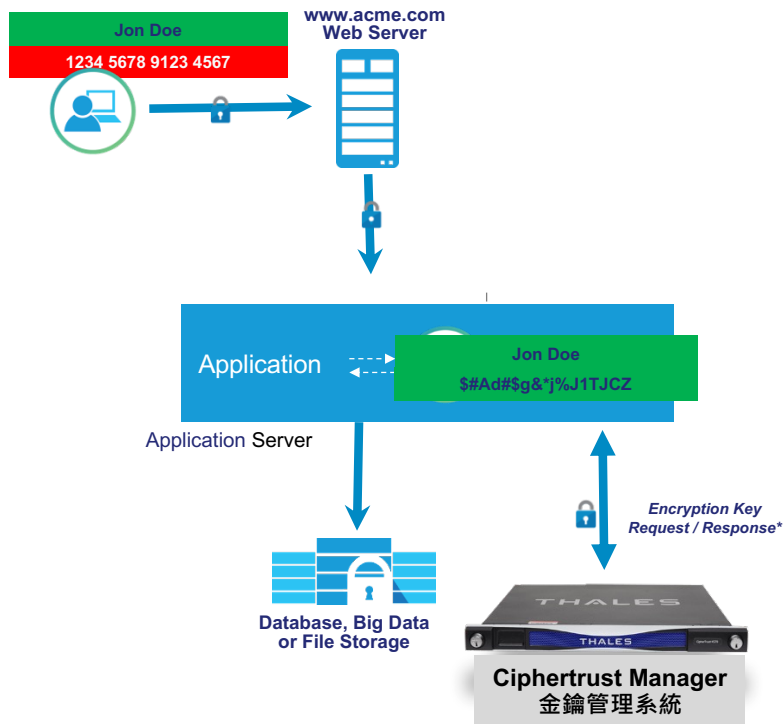 Jon Doe
1234 5678 9123 4567
www.acme.com
Web Server
Application
Jon Doe
$#Ad#$g&*j%J1TJCZ
Application Server
Encryption Key
Request / Response*
Database, Big Data
or File Storage
THALES
THALES
Ciphertrust Manager
金鑰管理系統